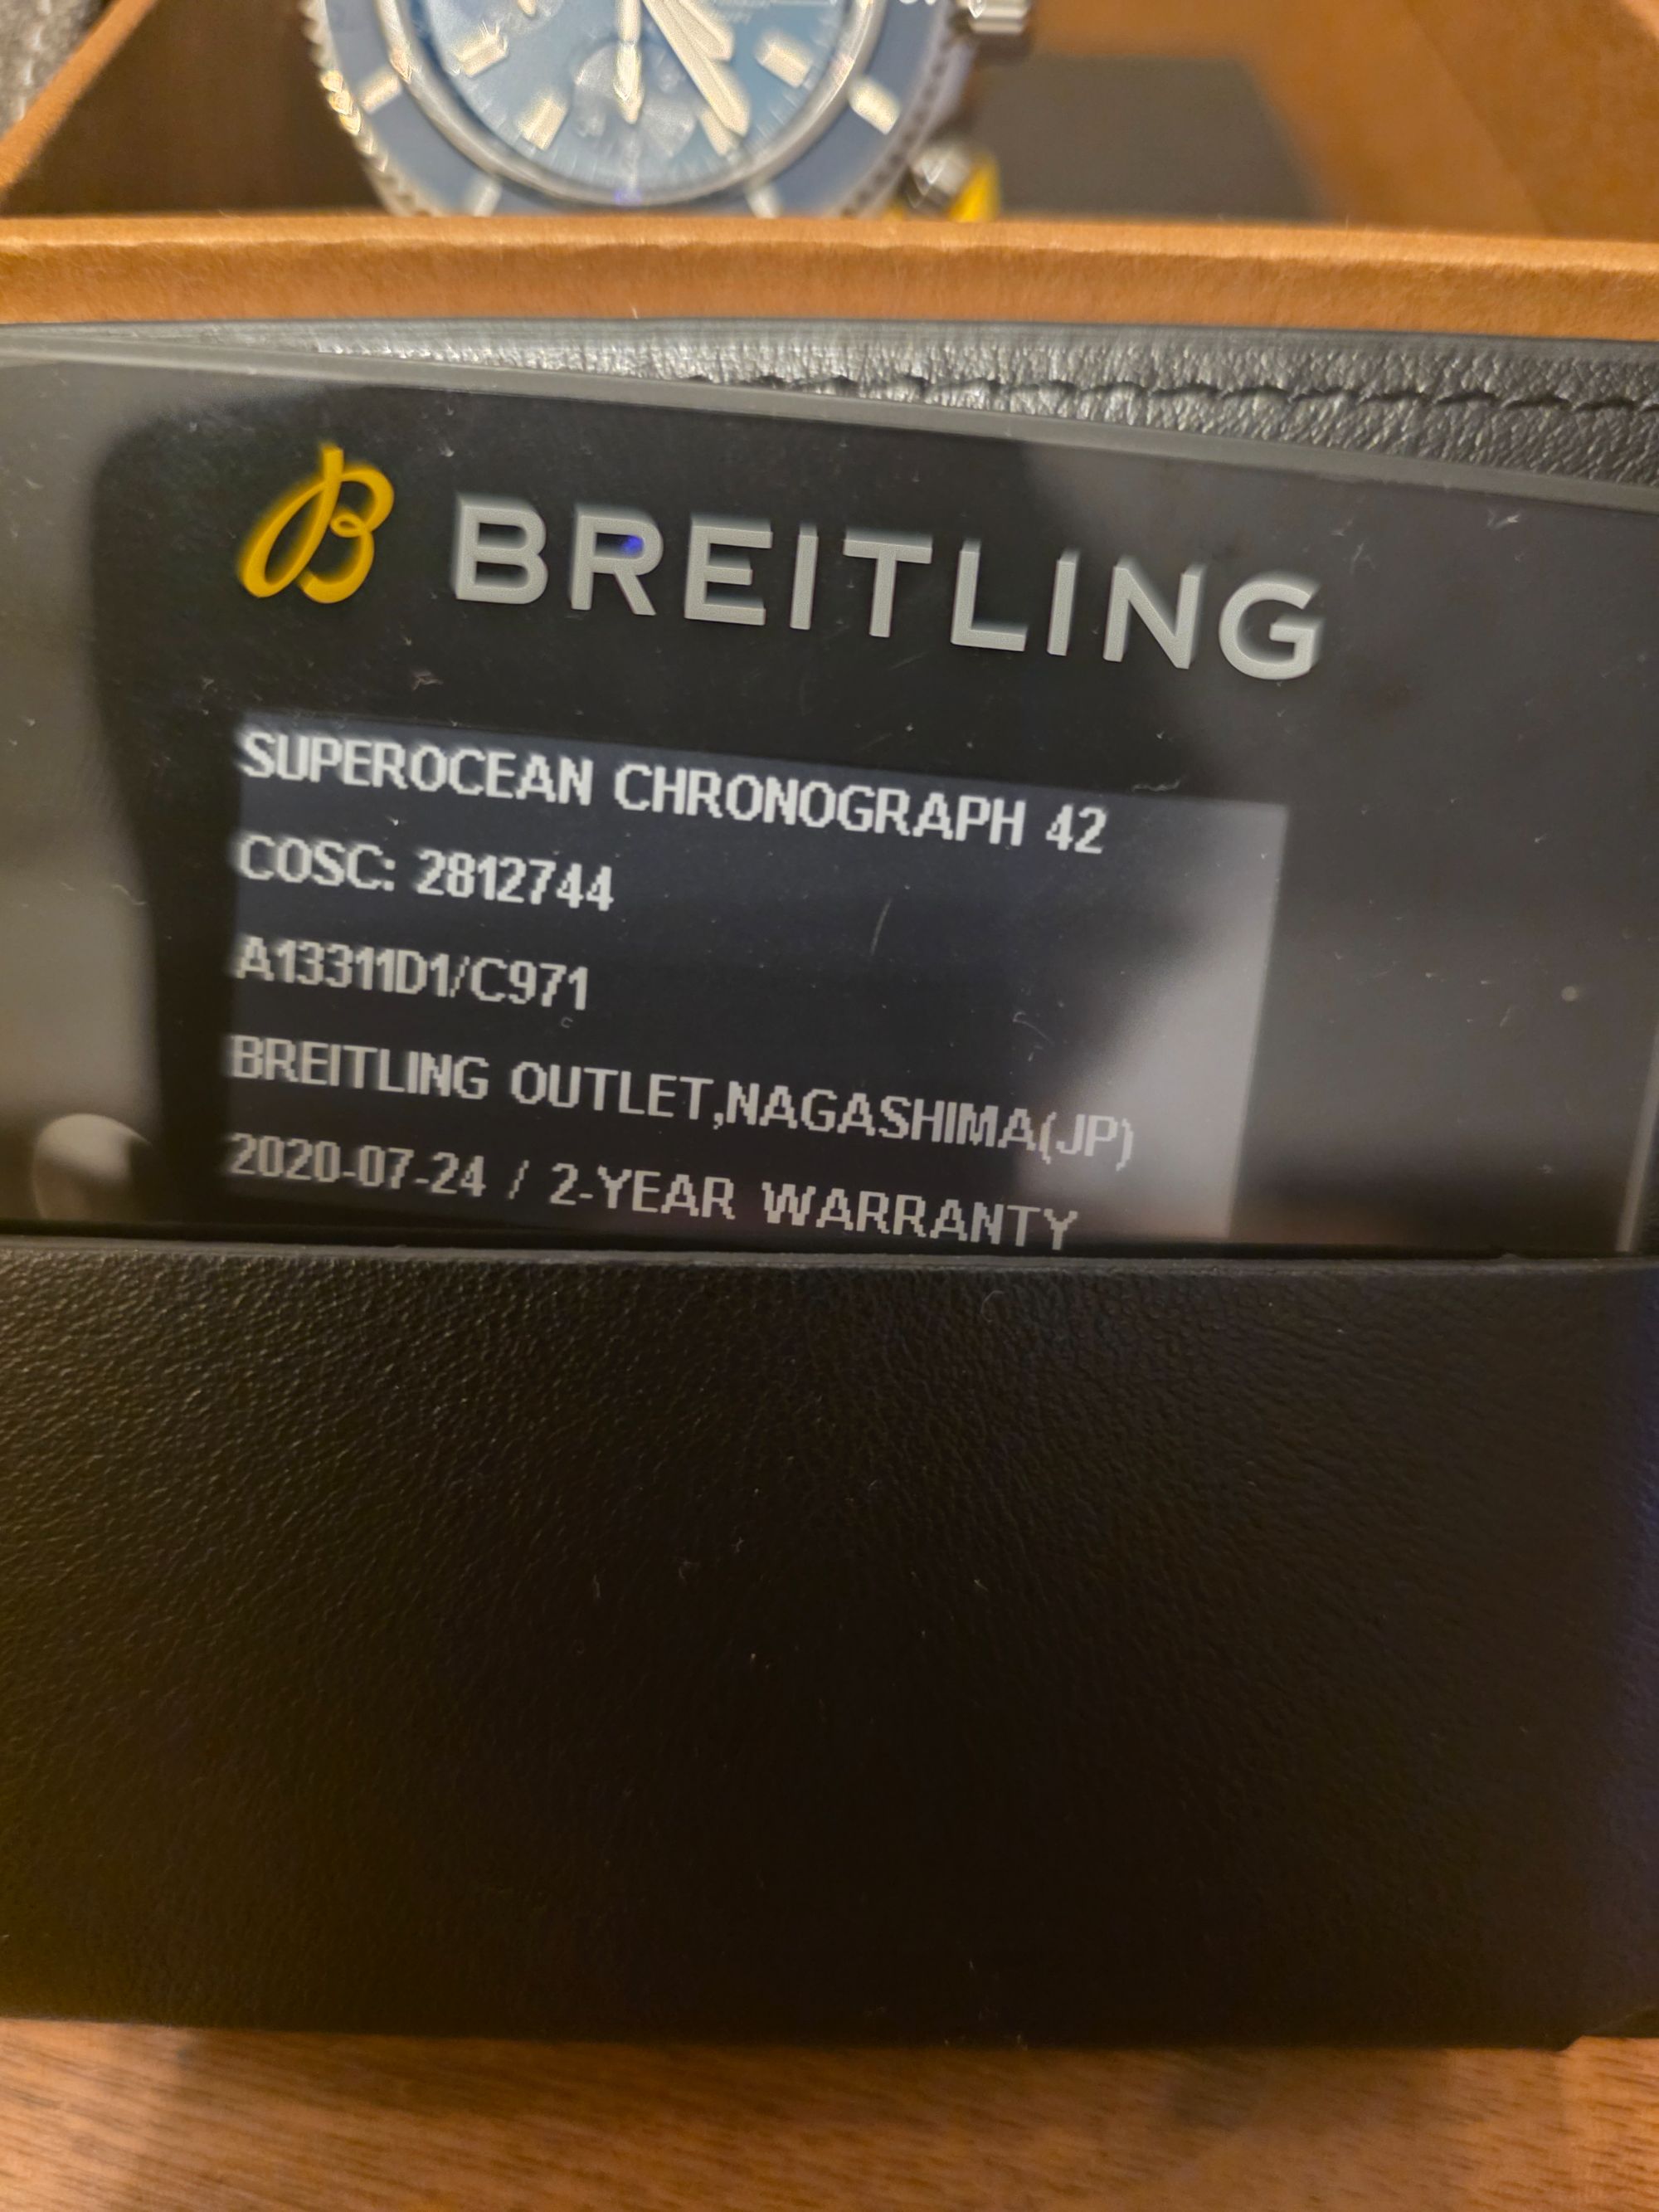 BREITLING
SUPEROCEAN CHRONOGRAPH 42
COSC: 2812744
A13311D1/C971
BREITLING OUTLET,NAGASHIMA(JP)
2020-07-24 / 2-YEAR WARRANTY